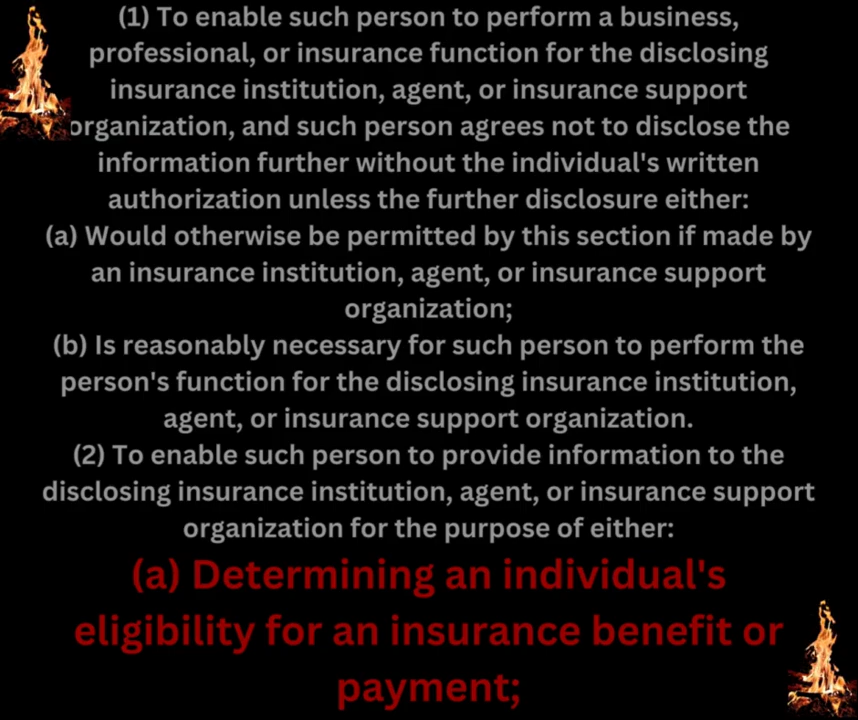 (1) To enable such person to perform a business,
professional, or insurance function for the disclosing
insurance institution, agent, or insurance support
organization, and such person agrees not to disclose the
information further without the individual's written
authorization unless the further disclosure either:
(a) Would otherwise be permitted by this section if made by
an insurance institution, agent, or insurance support
organization;
(b) Is reasonably necessary for such person to perform the
person's function for the disclosing insurance institution,
agent, or insurance support organization.
(2) To enable such person to provide information to the
disclosing insurance institution, agent, or insurance support
organization for the purpose of either:
(a) Determining an individual's
eligibility for an insurance benefit or
payment;